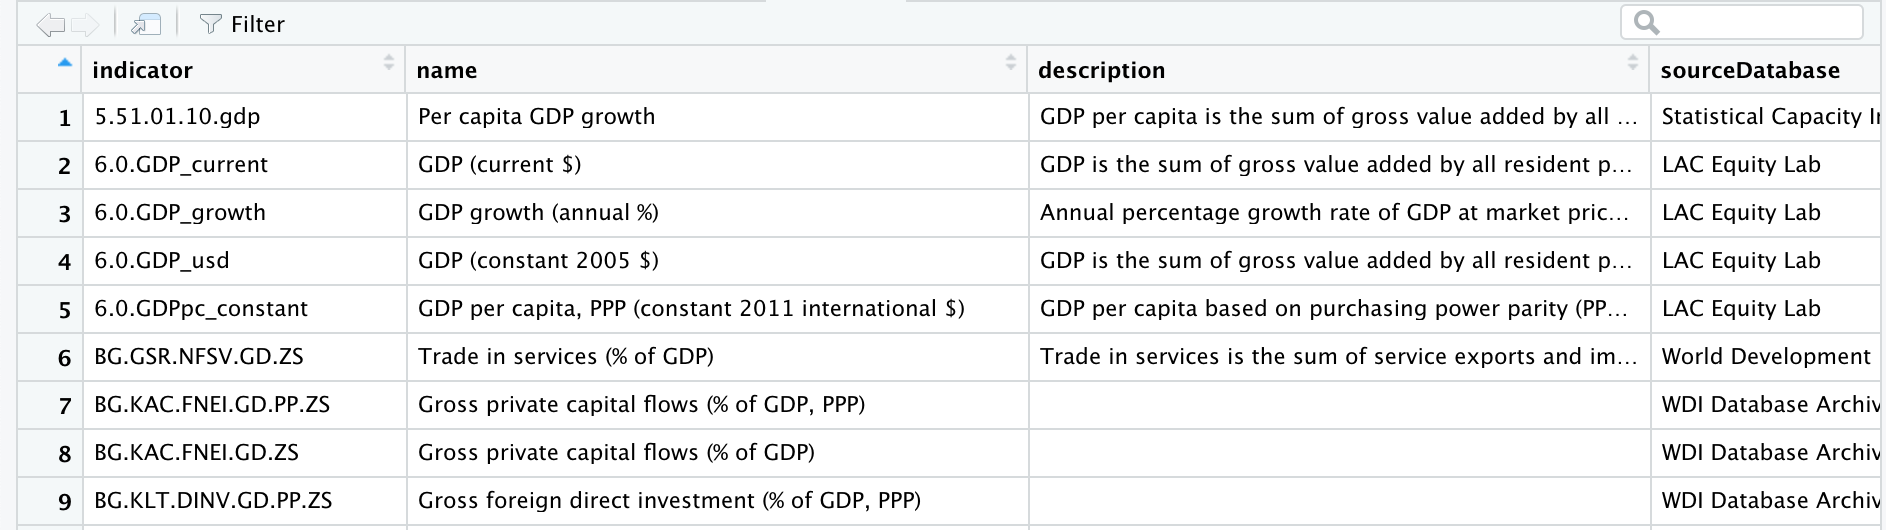 Filter
indicator name description sourceDatabase
1 5.51.01.10.gdp Per capita GDP growth GDP per capita is the sum of gross value added by all ... Statistical Capacity
2 6.0.GDP_current GDP (current $) GDP is the sum of gross value added by all resident p... LAC Equity Lab
3 6.0.GDP_growth GDP growth (annual %) Annual percentage growth rate of GDP at market pric... LAC Equity Lab
4 6.0.GDP_usd GDP (constant 2005 $) GDP is the sum of gross value added by all resident p... LAC Equity Lab
5 6.0.GDPpc_constant GDP per capita, PPP (constant 2011 international $) GDP per capita based on purchasing power parity (PP... LAC Equity Lab
6 BG.GSR.NFSV.GD.ZS Trade in services (% of GDP) Trade in services is the sum of service exports and im... World Development
7 BG.KAC.FNEI.GD.PP.ZS Gross private capital flows (% of GDP, PPP) WDI Database Archiv
8 BG.KAC.FNEI.GD.ZS Gross private capital flows (% of GDP) WDI Database Archiv
9 BG.KLT.DINV.GD.PP.ZS Gross foreign direct investment (% of GDP, PPP) WDI Database Archiv